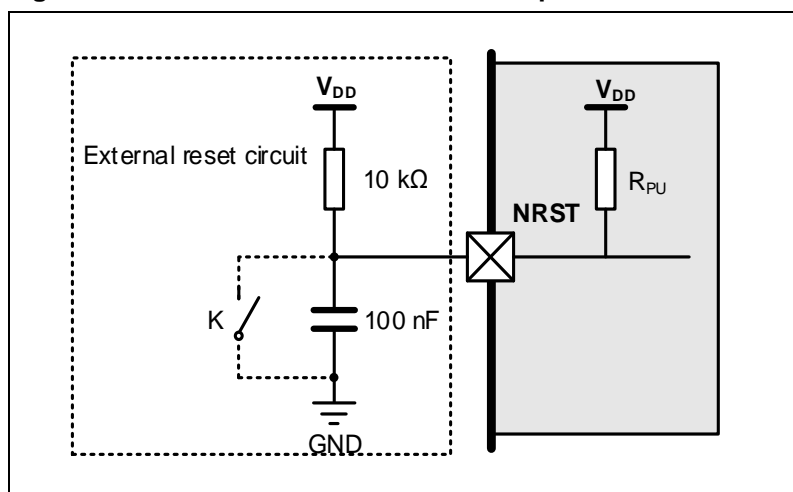 V_DD
V_DD
External reset circuit
10 kΩ
R_PU
NRST
K
100 nF
GND